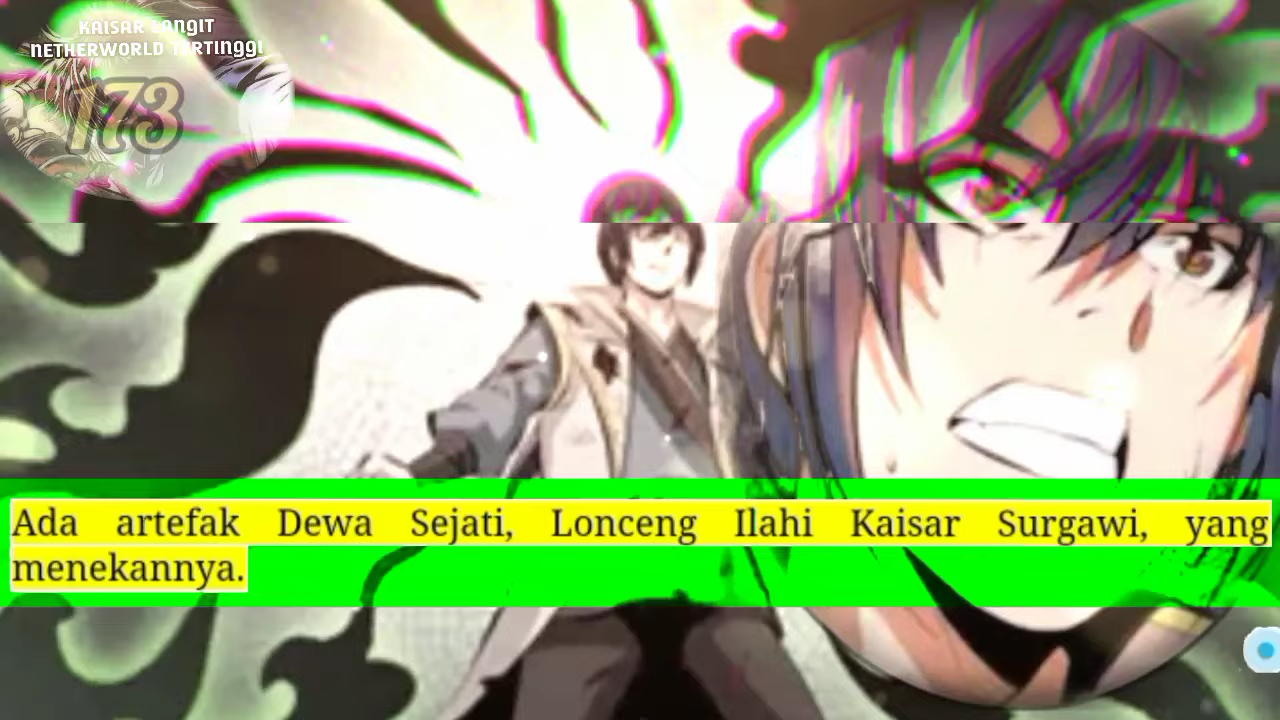 KAISAR LANGIT
NETHERWORLD TERTINGGI
173
Ada artefak Dewa Sejati, Lonceng Ilahi Kaisar Surgawi, yang
menekannya.